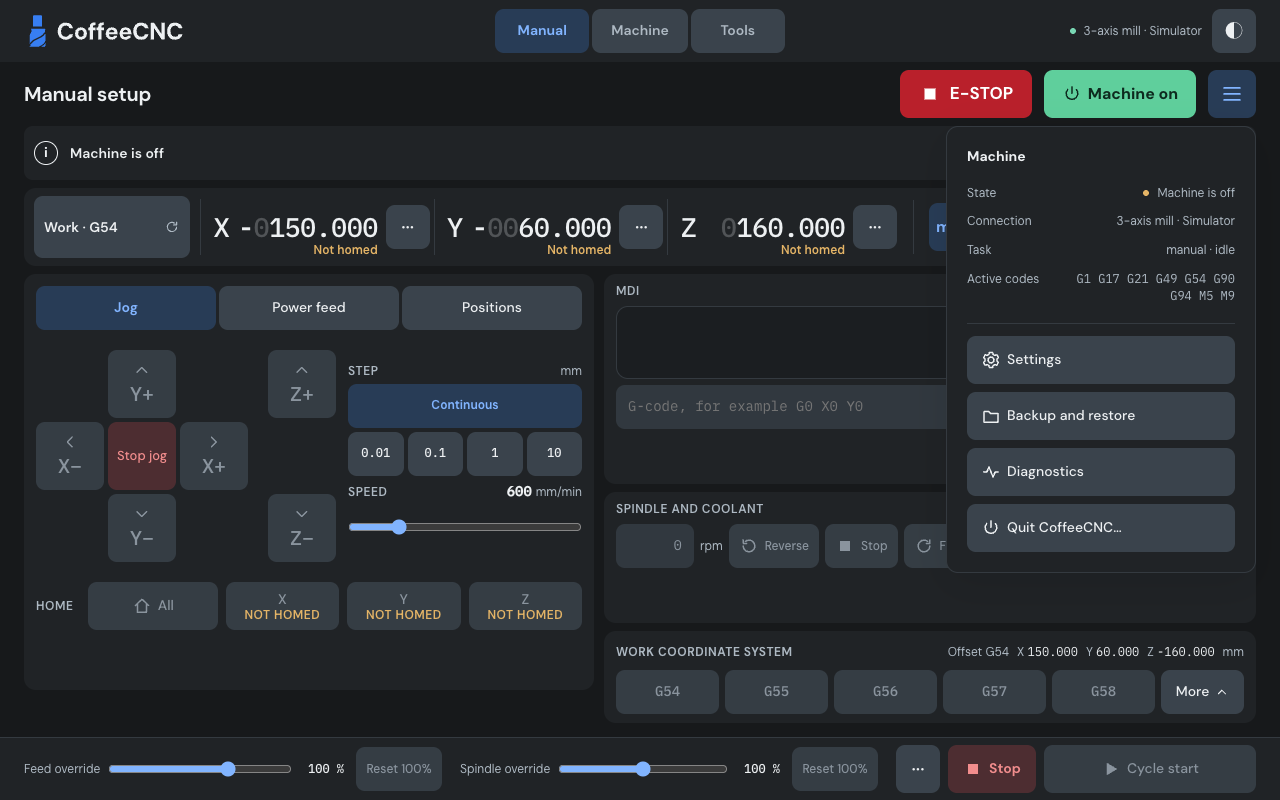 CoffeeCNC
Manual
Machine
Tools
3-axis mill · Simulator
Manual setup
E-STOP
Machine on
Machine is off
Work · G54
X -0150.000
Not homed
Y -0060.000
Not homed
Z 0160.000
Not homed
Jog
Power feed
Positions
Y+
Z+
X−
Stop jog
X+
Y−
Z−
STEP mm
Continuous
0.01
0.1
1
10
SPEED 600 mm/min
HOME
All
X
NOT HOMED
Y
NOT HOMED
Z
NOT HOMED
MDI
G-code, for example G0 X0 Y0
SPINDLE AND COOLANT
0 rpm
Reverse
Stop
WORK COORDINATE SYSTEM
Offset G54 X 150.000 Y 60.000 Z -160.000 mm
G54
G55
G56
G57
G58
More
Machine
State Machine is off
Connection 3-axis mill · Simulator
Task manual · idle
Active codes G1 G17 G21 G49 G54 G90
G94 M5 M9
Settings
Backup and restore
Diagnostics
Quit CoffeeCNC…
Feed override
100 %
Reset 100%
Spindle override
100 %
Reset 100%
...
Stop
Cycle start